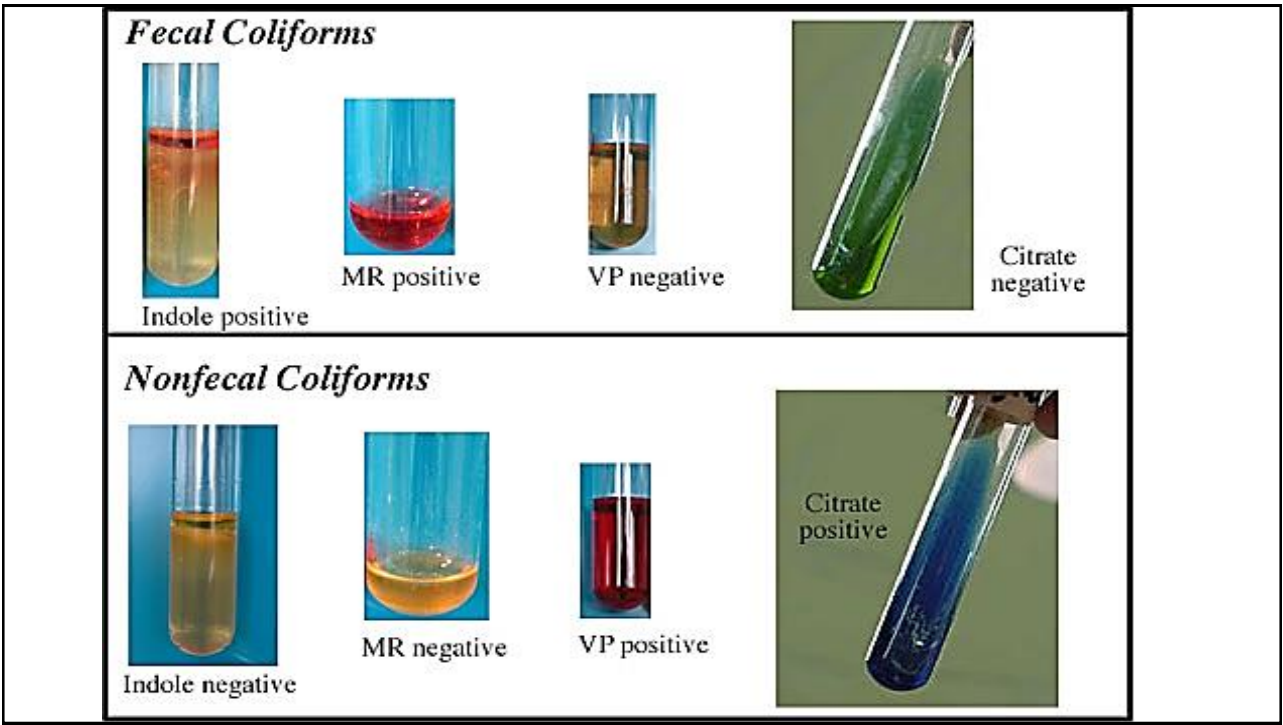 Fecal Coliforms
Indole positive
MR positive
VP negative
Citrate
negative
Nonfecal Coliforms
Indole negative
MR negative
VP positive
Citrate
positive